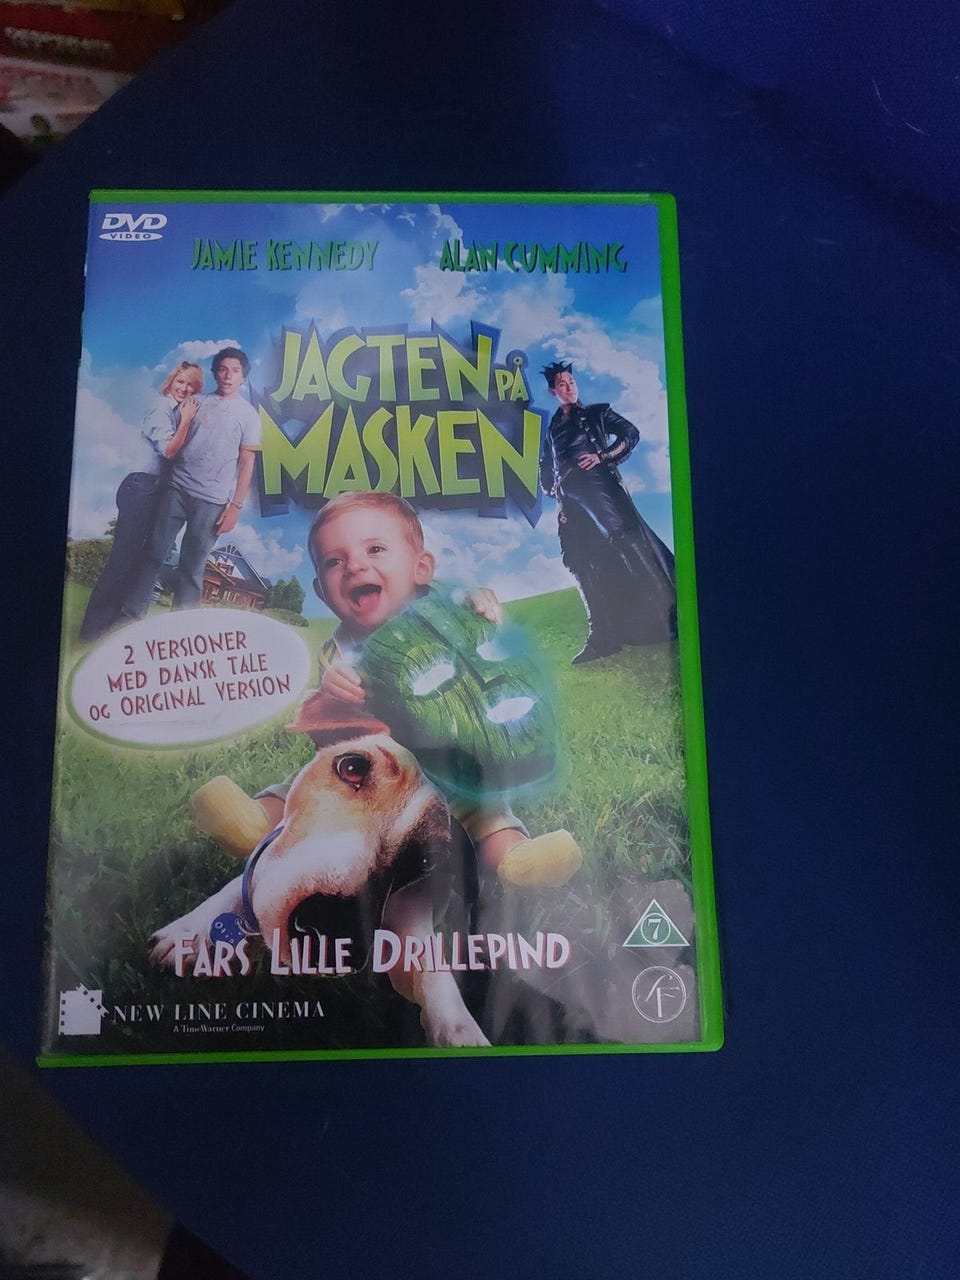 DVD
VIDEO
JAMIE KENNEDY
ALAN CUMMING
JAGTEN PÅ
MASKEN
2 VERSIONER
MED DANSK TALE
OG ORIGINAL VERSION
FARS LILLE DRILLEPIND
7
SF
NEW LINE CINEMA
A TimeWarner Company